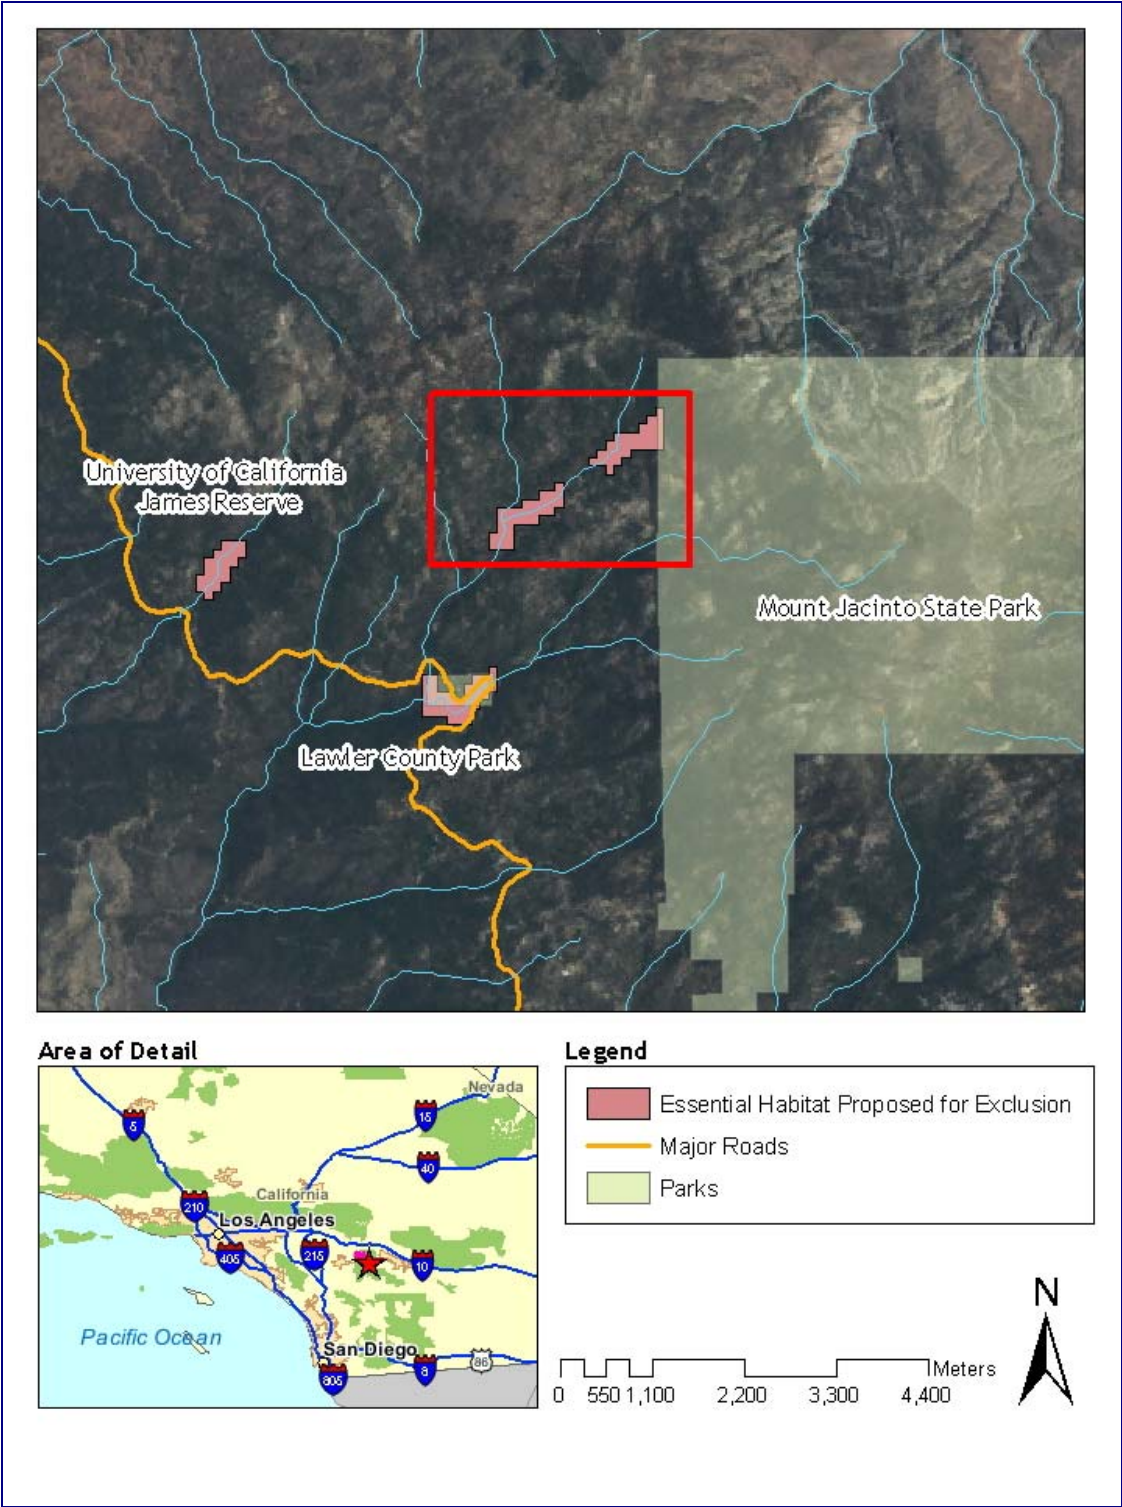 University of California
James Reserve
Mount Jacinto State Park
Lawler County Park
Area of Detail
Nevada
15
5
40
California
210
Los Angeles
405
215
10
Pacific Ocean
San Diego
86
8
805
Legend
Essential Habitat Proposed for Exclusion
Major Roads
Parks
N
Meters
0 550 1,100 2,200 3,300 4,400